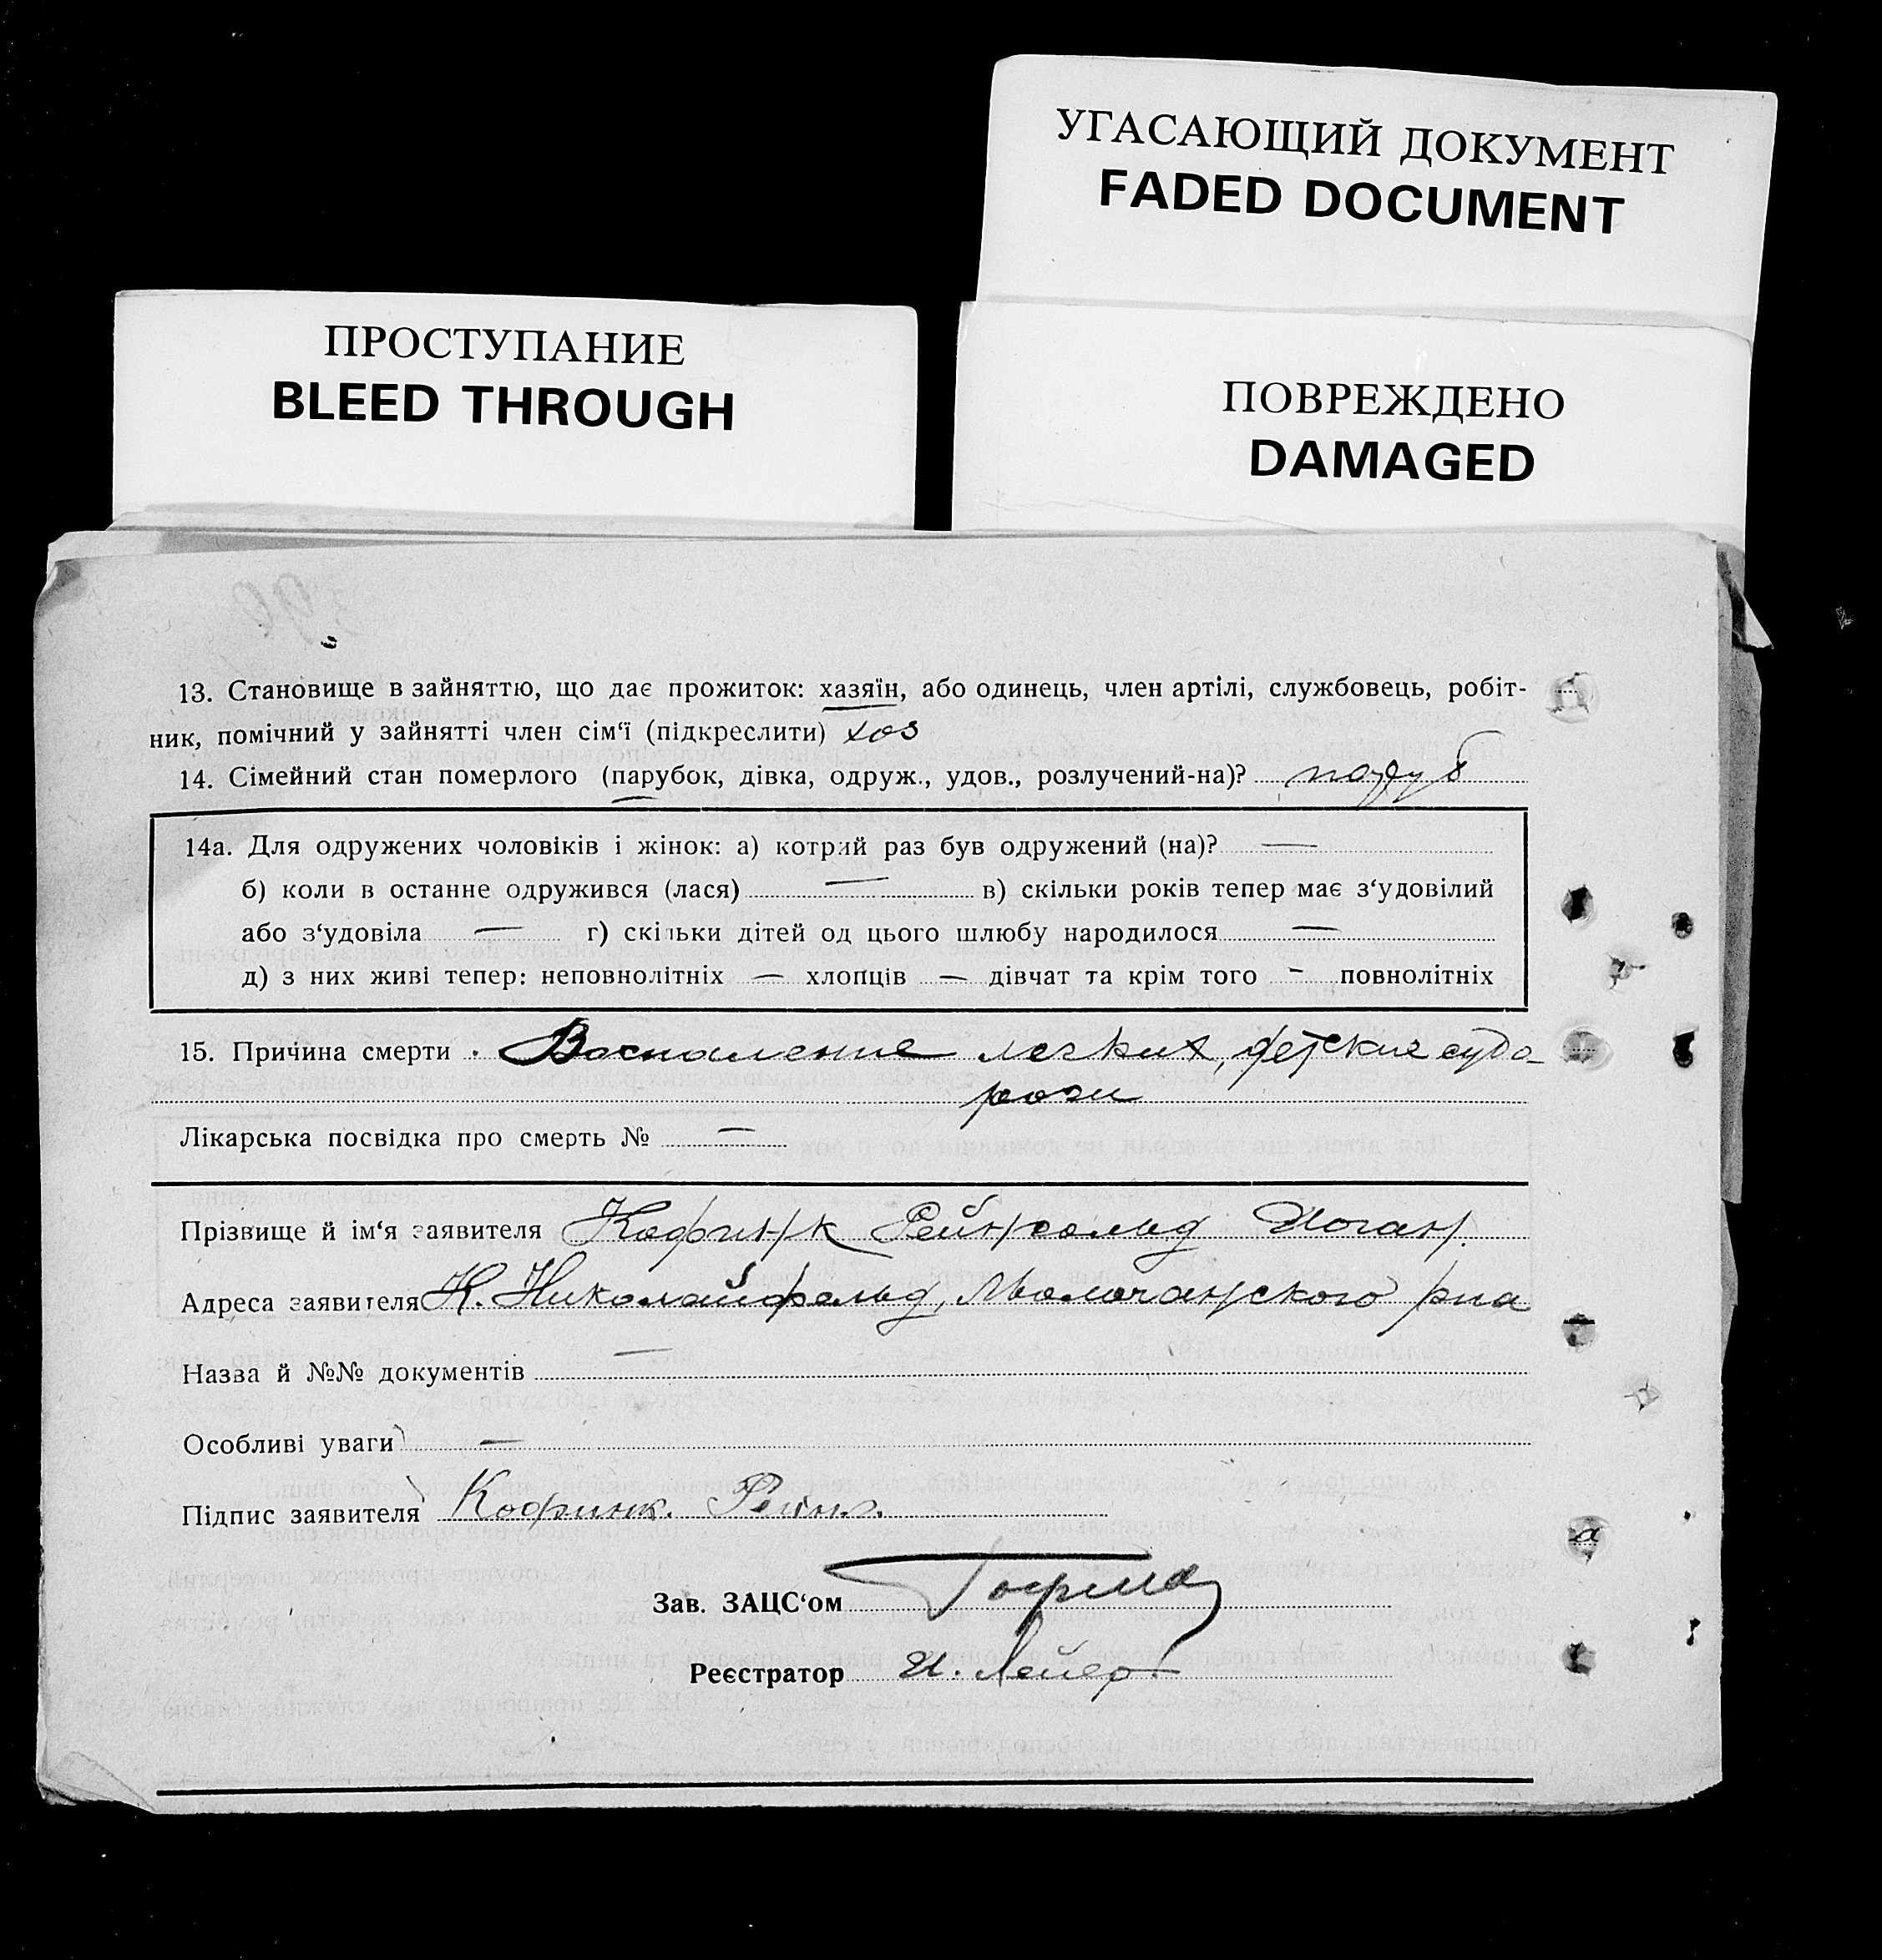 УГАСАЮЩИЙ ДОКУМЕНТ
FADED DOCUMENT
ПРОСТУПАНИЕ
BLEED THROUGH
ПОВРЕЖДЕНО
DAMAGED
13. Становище в зайняттю, що дає прожиток: хазяїн, або одинець, член артілі, службовець, робіт-
ник, помічний у зайнятті член сім‘ї (підкреслити) хоз
14. Сімейний стан померлого (парубок, дівка, одруж., удов., розлучений-на)? паруб
14а. Для одружених чоловіків і жінок: а) котрий раз був одружений (на)? —
б) коли в останне одружився (лася) — в) скільки років тепер має з‘удовілий
або з‘удовіла — г) скільки дітей од цього шлюбу народилося —
д) з них живі тепер: неповнолітніх — хлопців — дівчат та крім того - повнолітніх
15. Причина смерти Воспаление легких, детские судо-
роги
Лікарська посвідка про смерть № —
Прізвище й ім‘я заявителя Кофинк Рейнгольд Иоган.
Адреса заявителя К. Николайфельд, Молочанского р-на
Назва й №№ документів —
Особливі уваги —
Підпис заявителя Кофинк. Рейнг.
Зав. ЗАЦС‘ом
Реєстратор И.